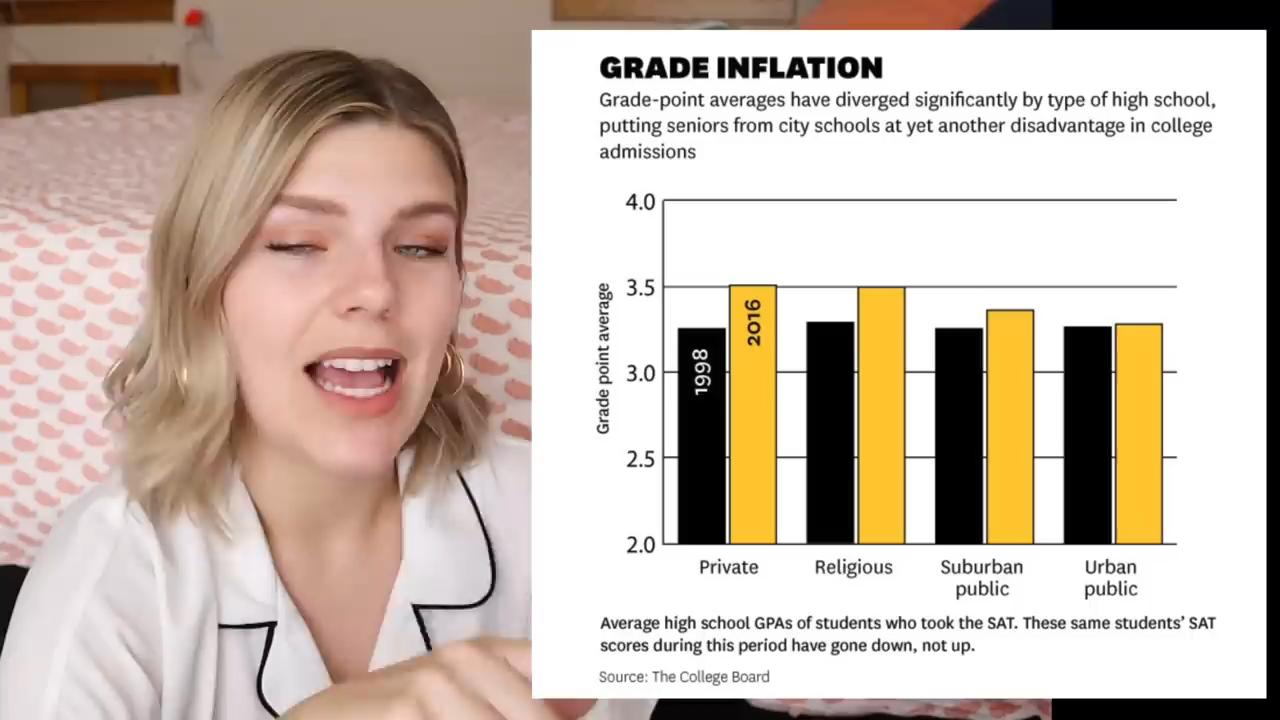 GRADE INFLATION
Grade-point averages have diverged significantly by type of high school,
putting seniors from city schools at yet another disadvantage in college
admissions
4.0
3.5
3.0
2.5
2.0
Grade point average
1998
2016
Private
Religious
Suburban
public
Urban
public
Average high school GPAs of students who took the SAT. These same students’ SAT
scores during this period have gone down, not up.
Source: The College Board